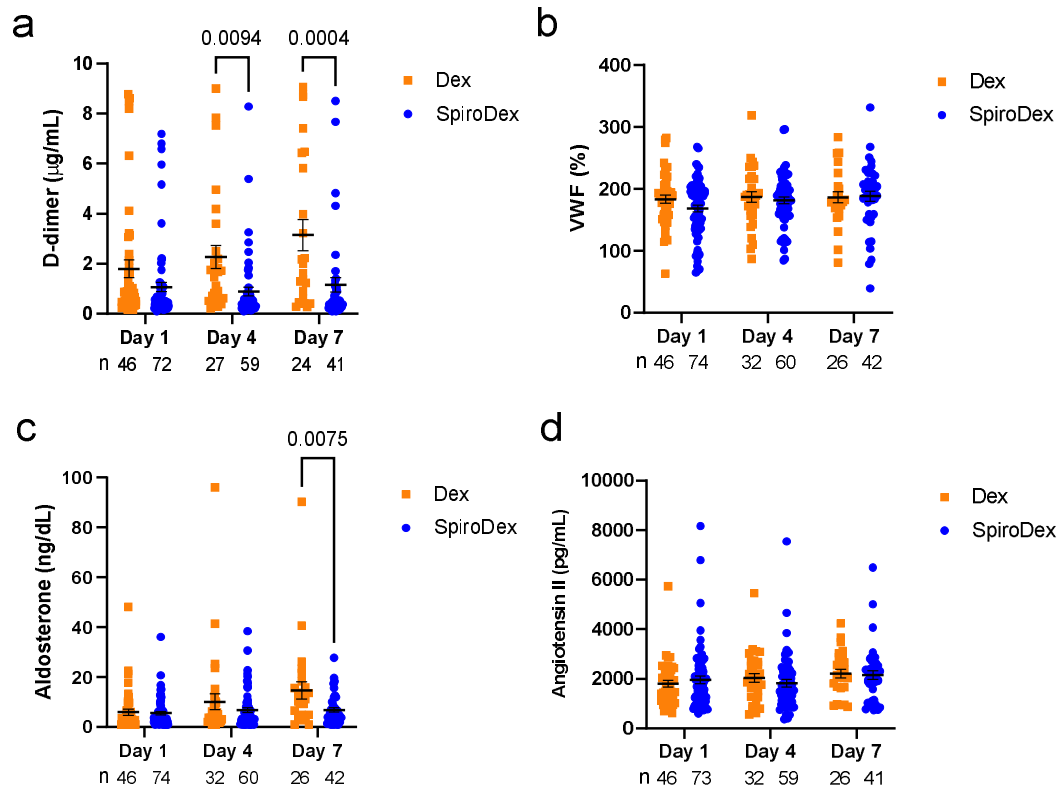 a
0.0094 0.0004
10
8
6
4
2
0
D-dimer (µg/mL)
Dex
SpiroDex
Day 1 Day 4 Day 7
n 46 72 27 59 24 41
b
400
300
200
100
0
VWF (%)
Dex
SpiroDex
Day 1 Day 4 Day 7
n 46 74 32 60 26 42
c
0.0075
100
80
60
40
20
0
Aldosterone (ng/dL)
Dex
SpiroDex
Day 1 Day 4 Day 7
n 46 74 32 60 26 42
d
10000
8000
6000
4000
2000
0
Angiotensin II (pg/mL)
Dex
SpiroDex
Day 1 Day 4 Day 7
n 46 73 32 59 26 41